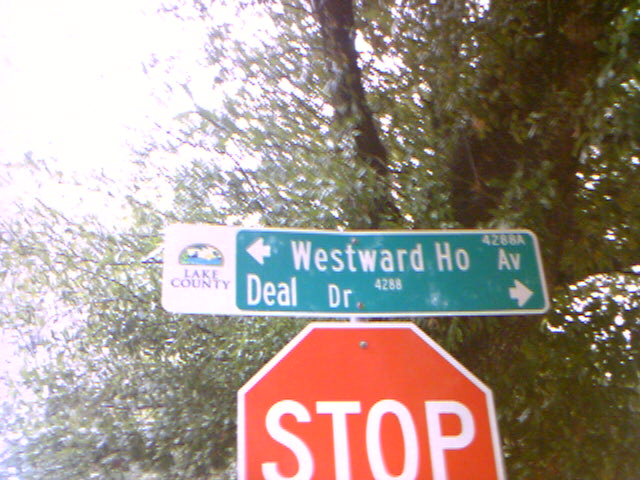 LAKE
COUNTY
4288A
Westward Ho Av
Deal Dr 4288
STOP